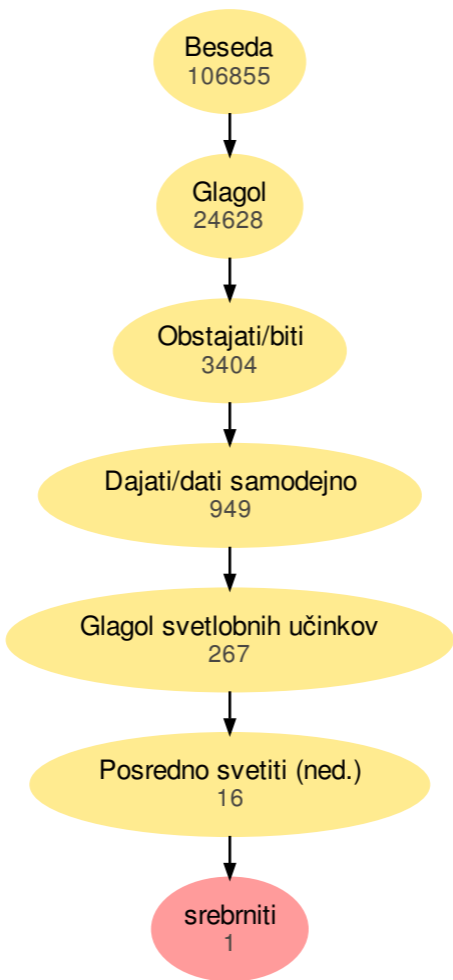 Beseda
106855
Glagol
24628
Obstajati/biti
3404
Dajati/dati samodejno
949
Glagol svetlobnih učinkov
267
Posredno svetiti (ned.)
16
srebrniti
1